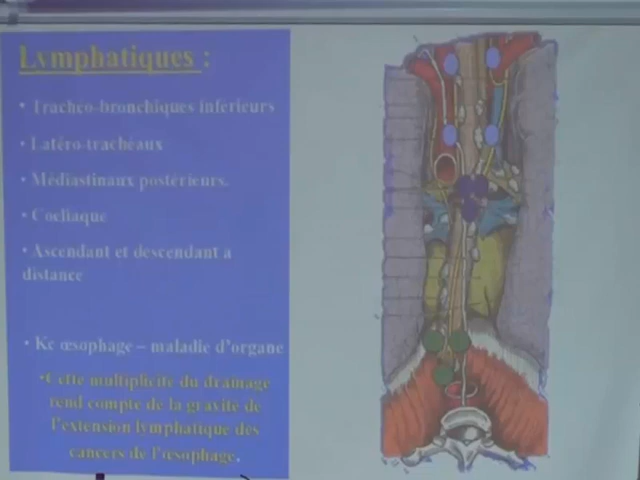 Lymphatiques :
• Trachéo-bronchiques inférieurs
• Latéro-trachéaux
• Médiastinaux postérieurs.
• Coeliaque
• Ascendant et descendant a
distance
• Kc œsophage – maladie d'organe
•Cette multiplicité du drainage
rend compte de la gravité de
l'extension lymphatique des
cancers de l'œsophage.